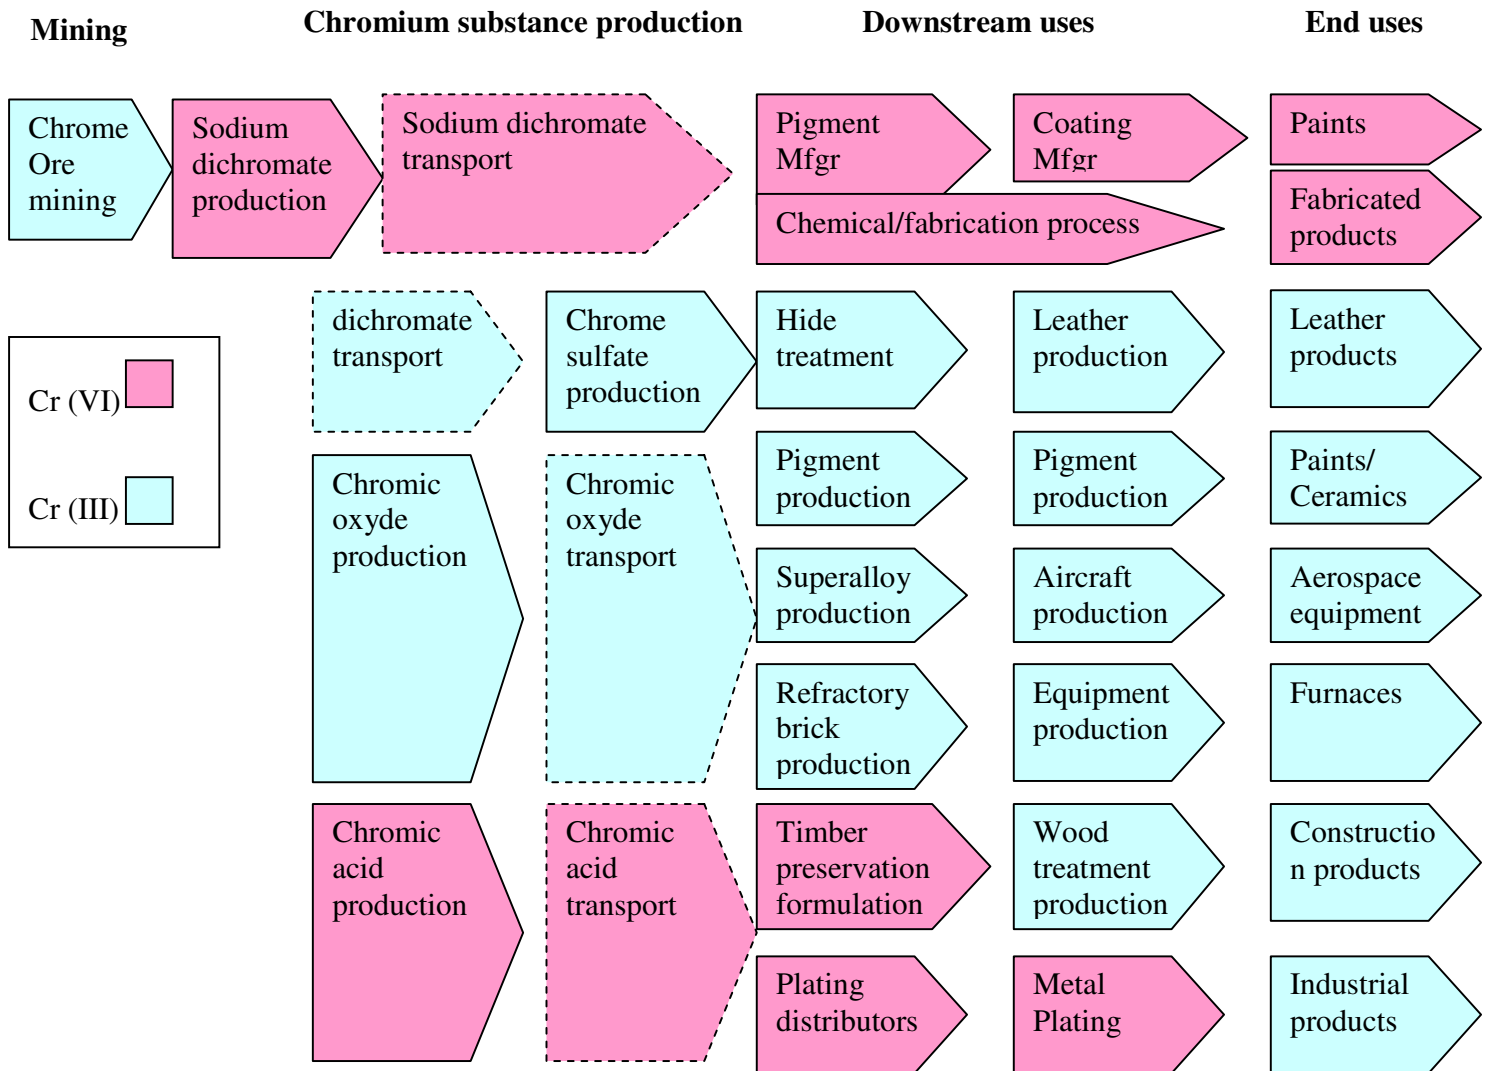 Mining
Chromium substance production
Downstream uses
End uses
Chrome
Ore
mining
Sodium
dichromate
production
Sodium dichromate
transport
Pigment
Mfgr
Coating
Mfgr
Paints
Chemical/fabrication process
Fabricated
products
dichromate
transport
Chrome
sulfate
production
Hide
treatment
Leather
production
Leather
products
Cr (VI)
Cr (III)
Chromic
oxyde
production
Chromic
oxyde
transport
Pigment
production
Pigment
production
Paints/
Ceramics
Superalloy
production
Aircraft
production
Aerospace
equipment
Refractory
brick
production
Equipment
production
Furnaces
Chromic
acid
production
Chromic
acid
transport
Timber
preservation
formulation
Wood
treatment
production
Constructio
n products
Plating
distributors
Metal
Plating
Industrial
products